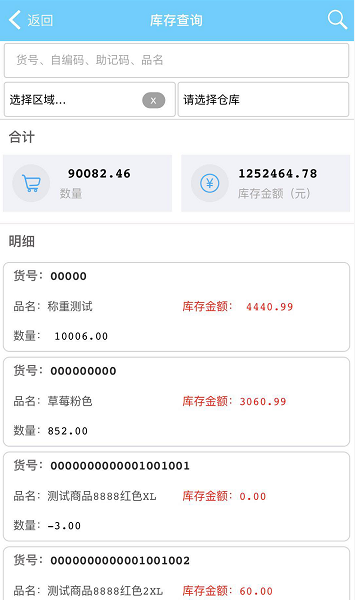 返回
库存查询
货号、自编码、助记码、品名
选择区域... x
请选择仓库
合计
90082.46
数量
¥
1252464.78
库存金额（元）
明细
货号：00000
品名：称重测试 库存金额： 4440.99
数量： 10006.00
货号：000000000
品名：草莓粉色 库存金额：3060.99
数量：852.00
货号：0000000000001001001
品名：测试商品8888红色XL 库存金额：0.00
数量：-3.00
货号：0000000000001001002
品名：测试商品8888红色2XL 库存金额：60.00